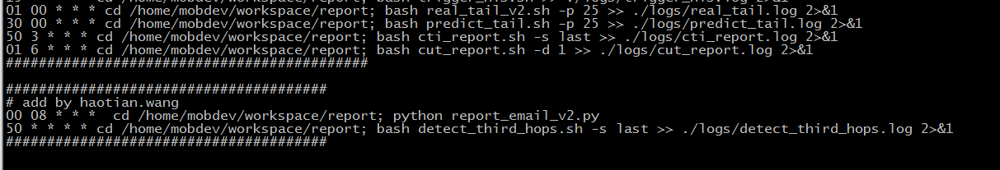 01 00 * * * cd /home/mobdev/workspace/report; bash real_tail_v2.sh -p 25 >> ./logs/real_tail.log 2>&1
30 00 * * * cd /home/mobdev/workspace/report; bash predict_tail.sh -p 25 >> ./logs/predict_tail.log 2>&1
50 3 * * * cd /home/mobdev/workspace/report; bash cti_report.sh -s last >> ./logs/cti_report.log 2>&1
01 6 * * * cd /home/mobdev/workspace/report; bash cut_report.sh -d 1 >> ./logs/cut_report.log 2>&1
############################################
#######################################
# add by haotian.wang
00 08 * * *  cd /home/mobdev/workspace/report; python report_email_v2.py
50 * * * * cd /home/mobdev/workspace/report; bash detect_third_hops.sh -s last >> ./logs/detect_third_hops.log 2>&1
#######################################